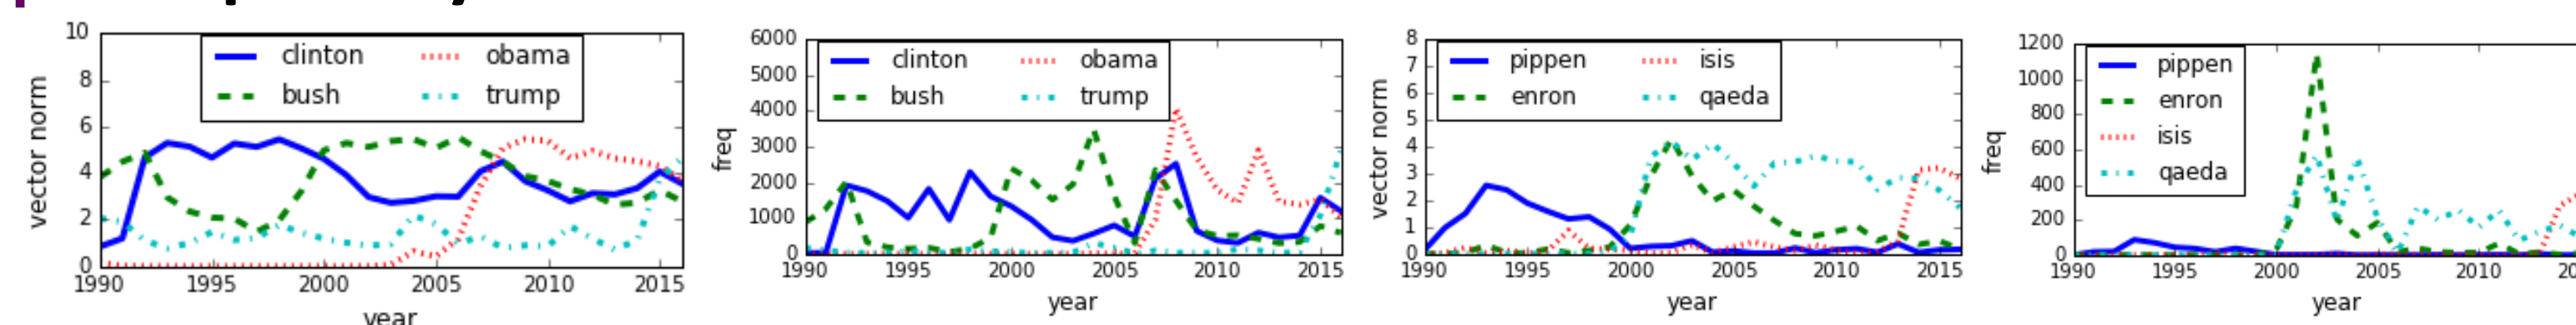 10
8
6
4
2
0
vector norm
clinton
obama
bush
trump
1990
1995
2000
2005
2010
2015
year
6000
5000
4000
3000
2000
1000
0
freq
clinton
obama
bush
trump
1990
1995
2000
2005
2010
2015
year
8
7
6
5
4
3
2
1
0
vector norm
pippen
isis
enron
qaeda
1990
1995
2000
2005
2010
2015
year
1200
1000
800
600
400
200
0
freq
pippen
enron
isis
qaeda
1990
1995
2000
2005
2010
20
year